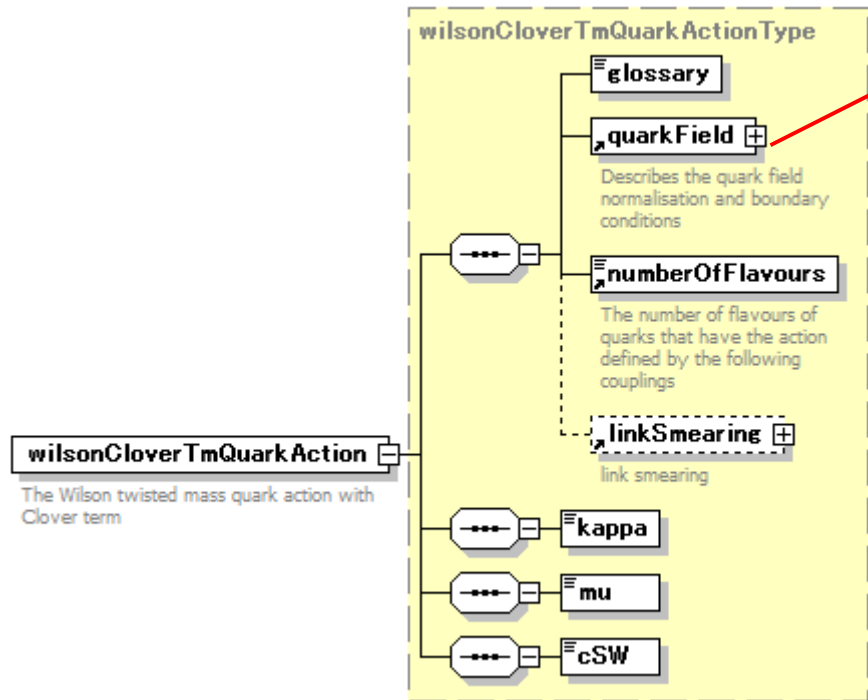 wilsonCloverTmQuarkActionType
glossary
quarkField
Describes the quark field
normalisation and boundary
conditions
numberOfFlavours
The number of flavours of
quarks that have the action
defined by the following
couplings
linkSmearing
link smearing
wilsonCloverTmQuarkAction
The Wilson twisted mass quark action with
Clover term
kappa
mu
cSW